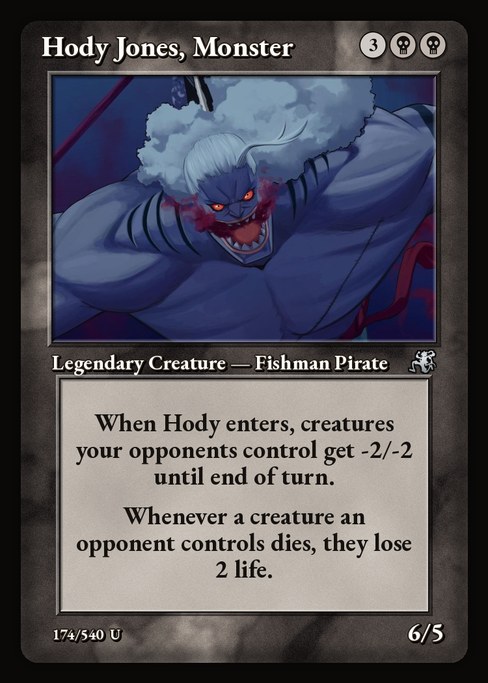 Hody Jones, Monster
3
Legendary Creature — Fishman Pirate
When Hody enters, creatures
your opponents control get -2/-2
until end of turn.
Whenever a creature an
opponent controls dies, they lose
2 life.
174/540 U
6/5